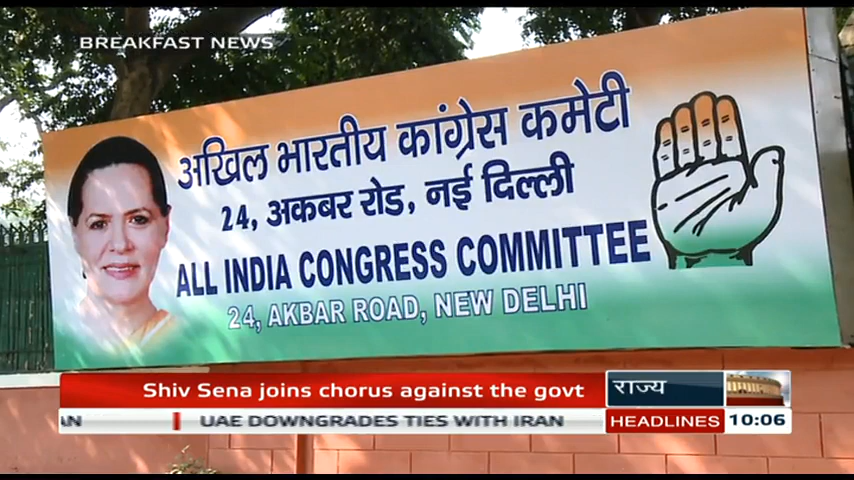 BREAKFAST NEWS
अखिल भारतीय कांग्रेस कमेटी
24, अकबर रोड, नई दिल्ली
ALL INDIA CONGRESS COMMITTEE
24, AKBAR ROAD, NEW DELHI
Shiv Sena joins chorus against the govt
राज्य
UAE DOWNGRADES TIES WITH IRAN
HEADLINES
10:06